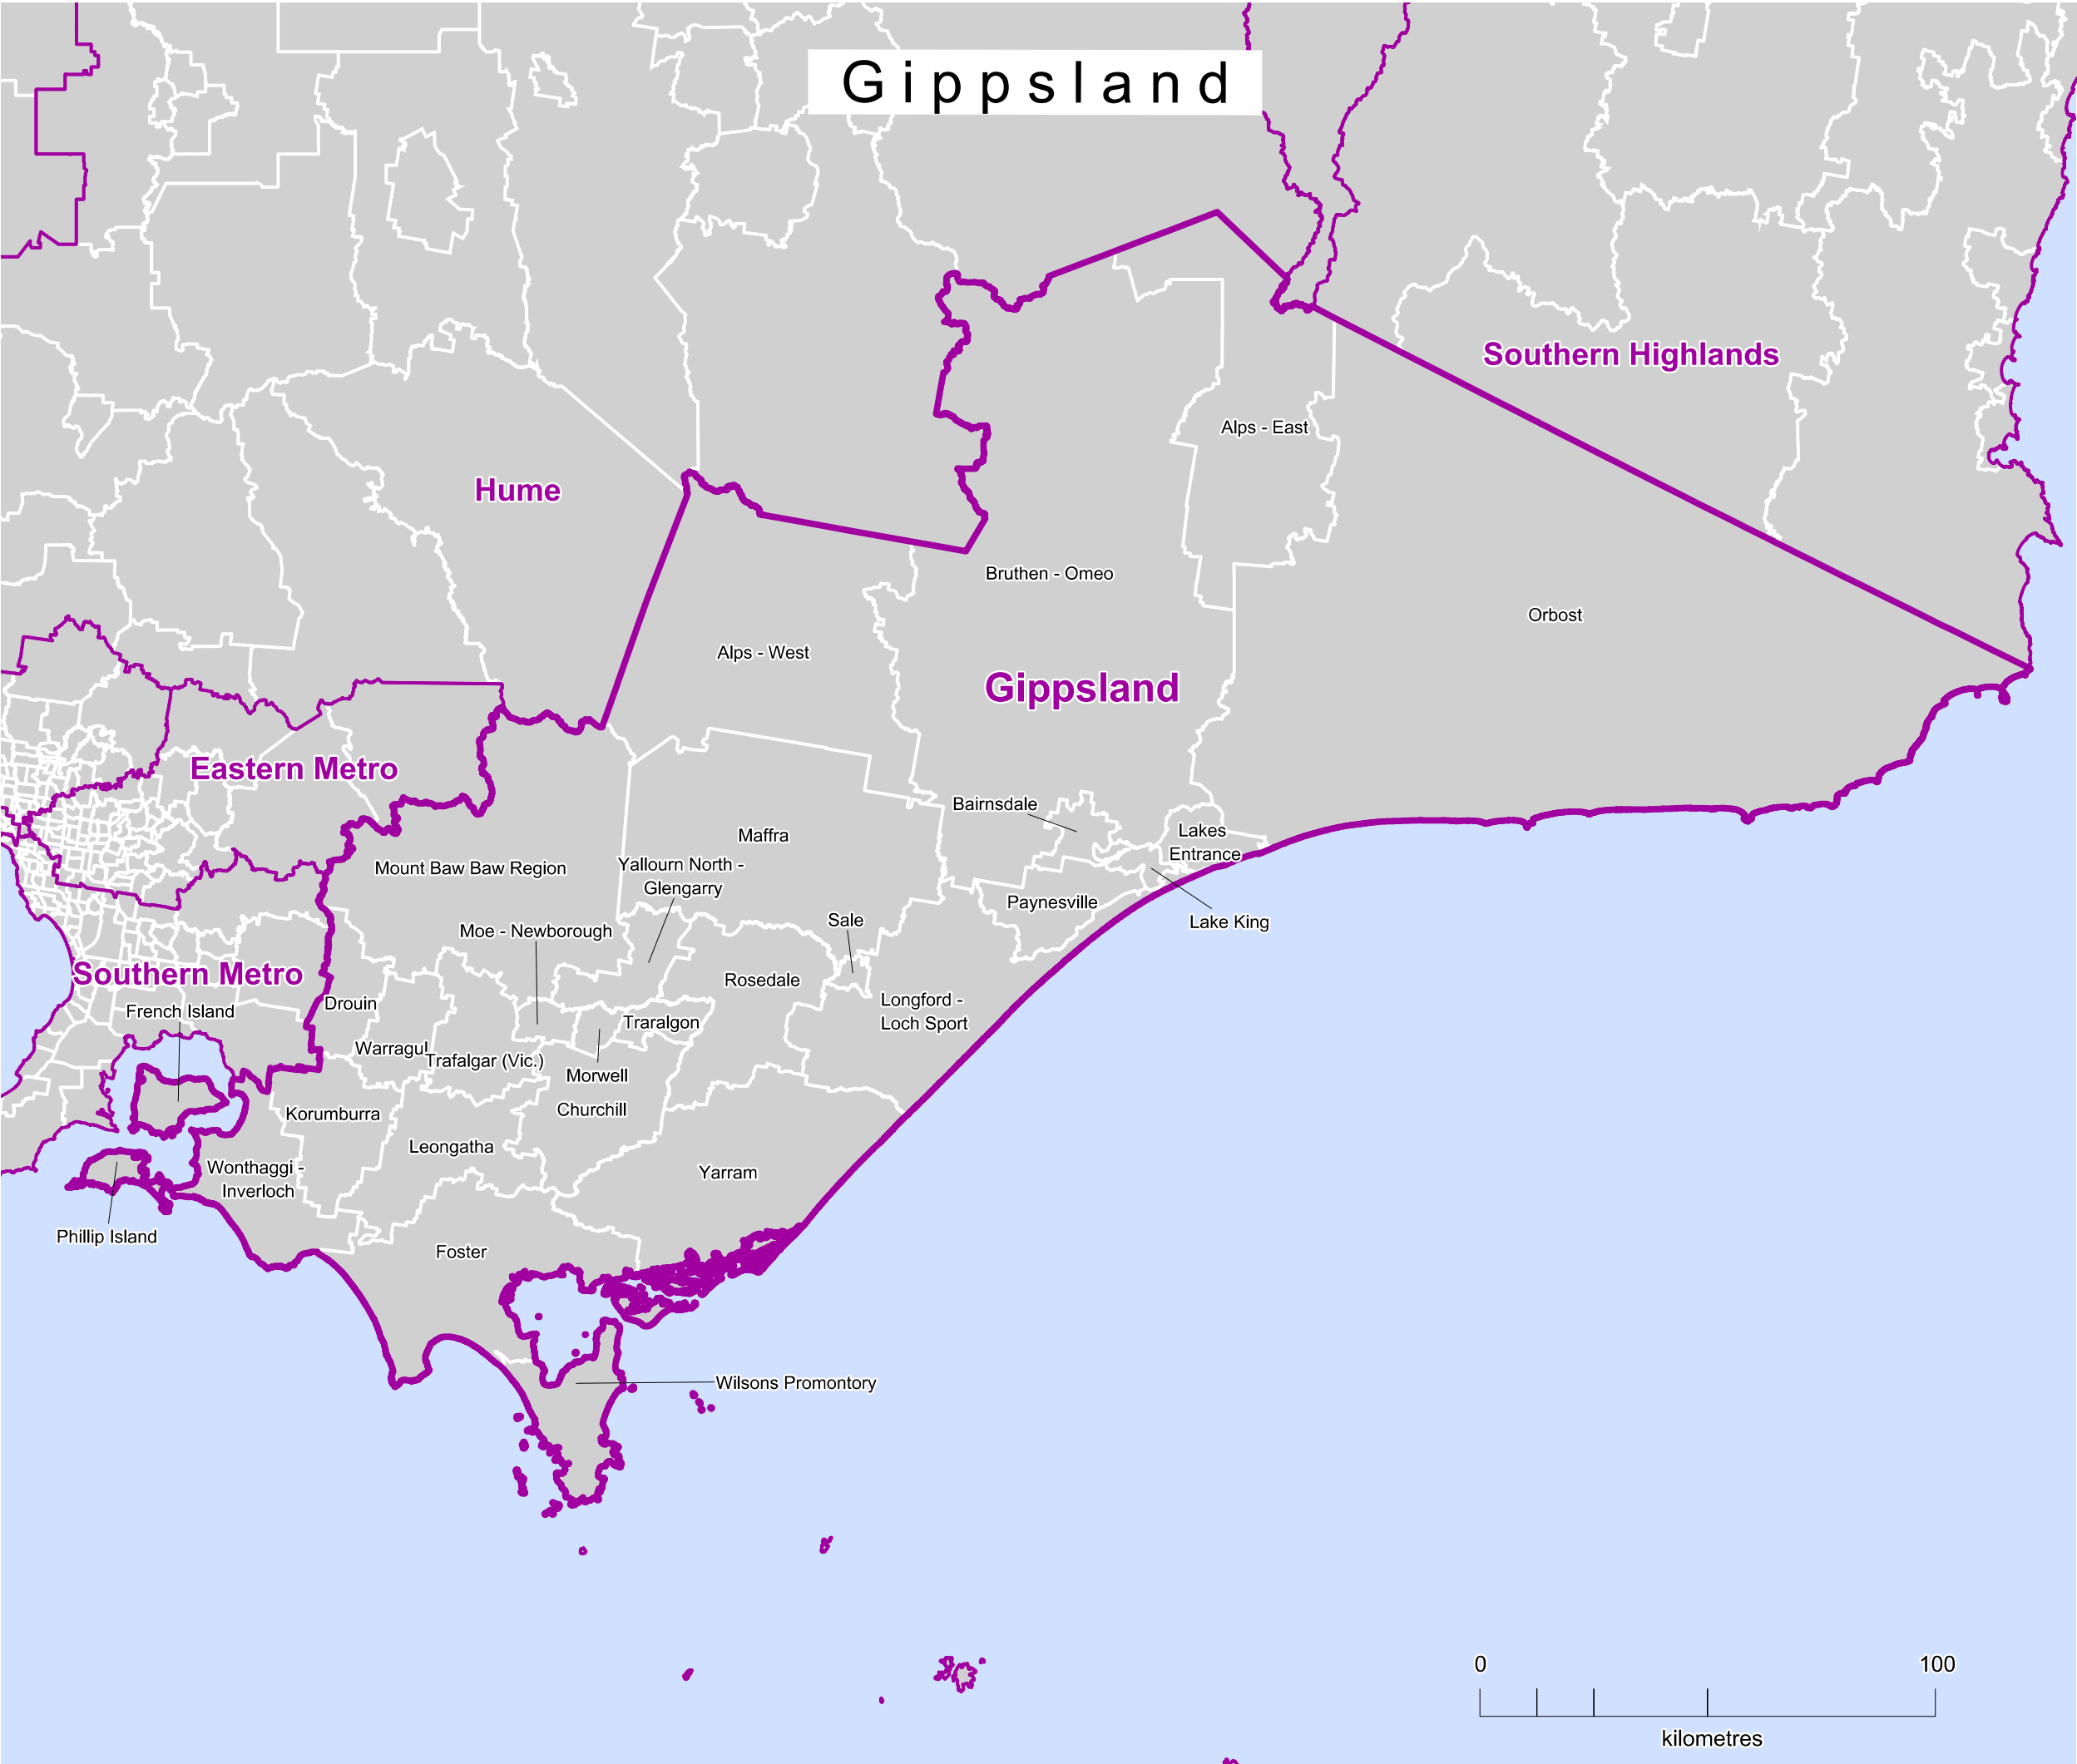 Gippsland
Southern Highlands
Alps - East
Hume
Bruthen - Omeo
Orbost
Alps - West
Gippsland
Eastern Metro
Bairnsdale
Lakes
Entrance
Maffra
Mount Baw Baw Region
Yallourn North -
Glengarry
Paynesville
Lake King
Sale
Moe - Newborough
Southern Metro
Rosedale
French Island
Drouin
Longford -
Loch Sport
Traralgon
Warragul
Trafalgar (Vic.)
Morwell
Churchill
Korumburra
Leongatha
Wonthaggi -
Inverloch
Yarram
Phillip Island
Foster
Wilsons Promontory
0
100
kilometres